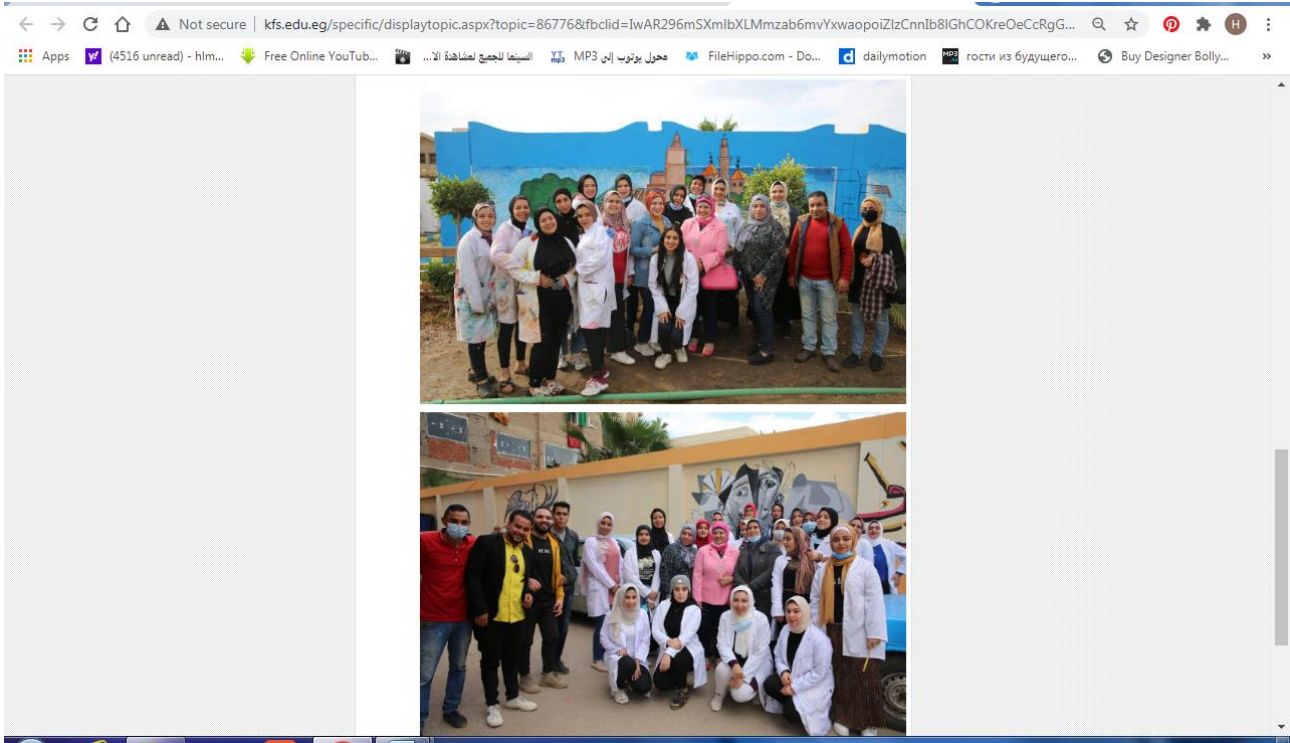 Not secure | kfs.edu.eg/specific/displaytopic.aspx?topic=86776&fbclid=IwAR296mSXmIbXLMmzab6mvYxwaopoiZIzCnnIb8IGhCOKreOeCcRgG... H
Apps (4516 unread) - hlm... Free Online YouTub... السينما للجميع لمشاهدة الا... محول يوتوب إلى MP3 FileHippo.com - Do... dailymotion гости из будущего... Buy Designer Bolly... »